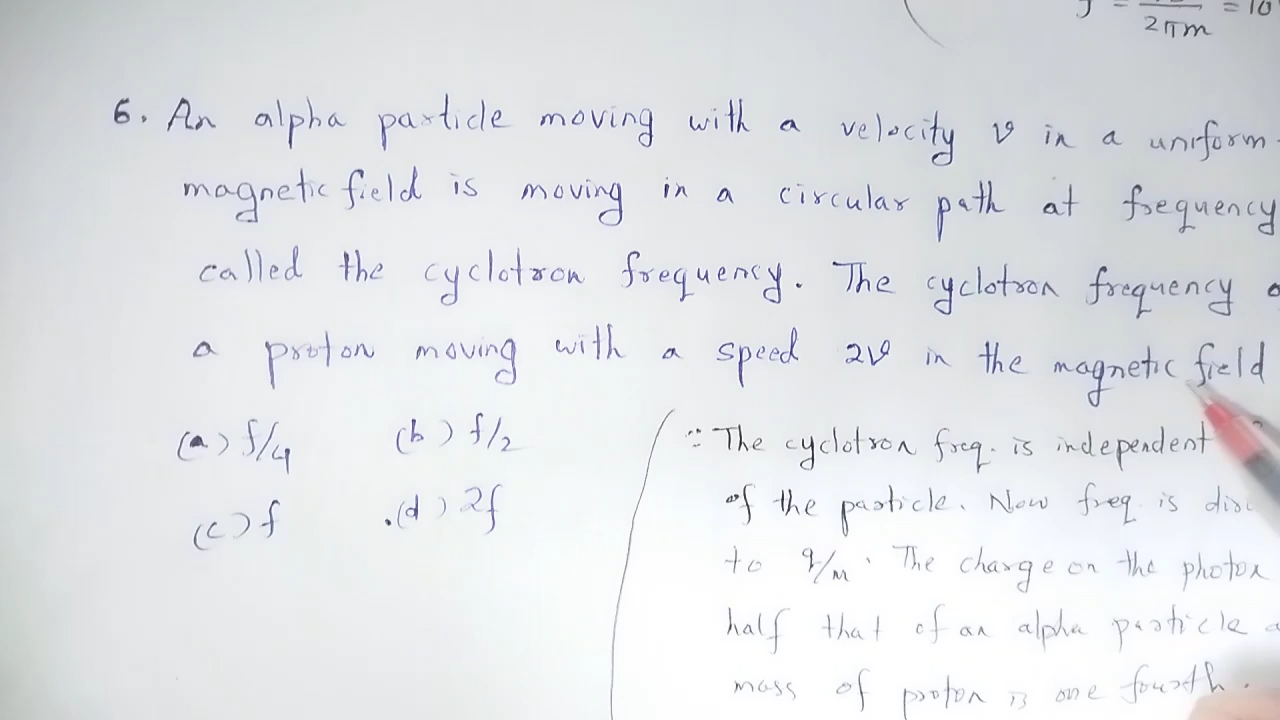 = = 10
2πm
6. An alpha particle moving with a velocity v in a uniform
magnetic field is moving in a circular path at frequency
called the cyclotron frequency. The cyclotron frequency
a proton moving with a speed 2v in the magnetic field
(a) f/4 (b) f/2
(c) f .(d) 2f
∵ The cyclotron freq. is independent
of the particle. Now freq. is
to q/m. The charge on the photon
half that of an alpha particle
mass of proton is one fourth.